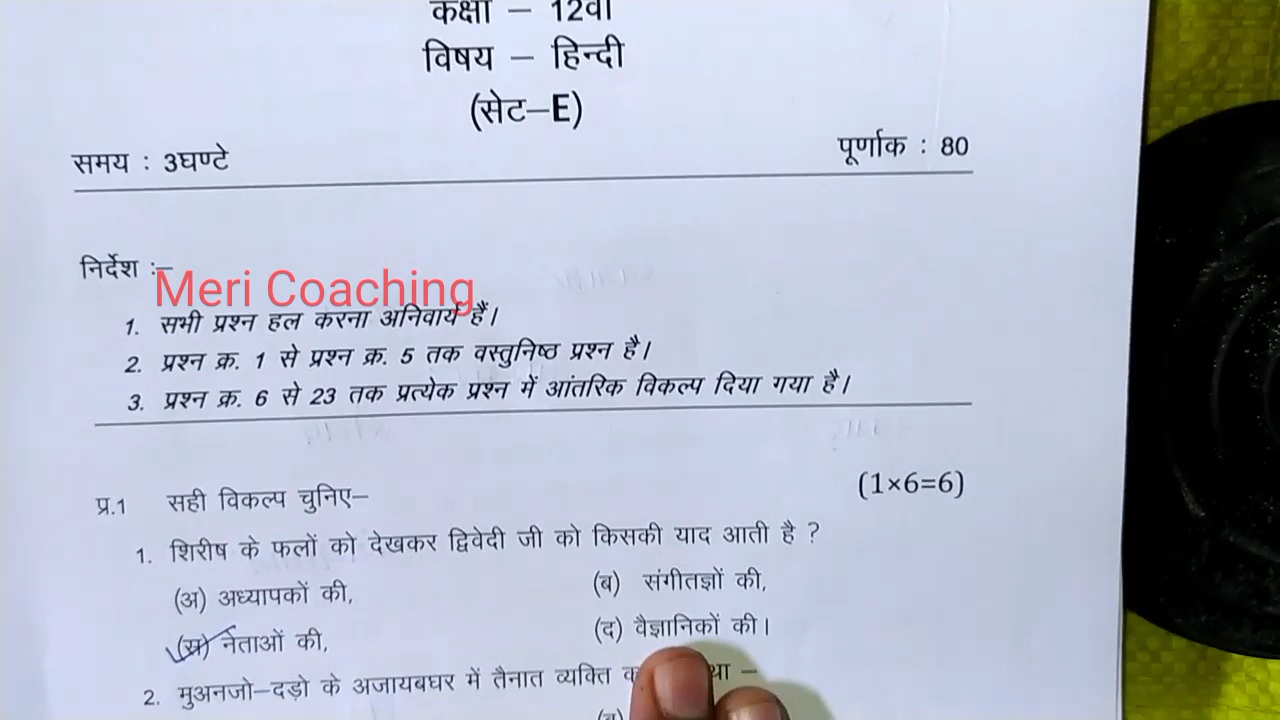 कक्षा – 12वी
विषय – हिन्दी
(सेट–E)
समय : 3घण्टे
पूर्णाक : 80
निर्देश :–
Meri Coaching
1. सभी प्रश्न हल करना अनिवार्य हैं।
2. प्रश्न क्र. 1 से प्रश्न क्र. 5 तक वस्तुनिष्ठ प्रश्न है।
3. प्रश्न क्र. 6 से 23 तक प्रत्येक प्रश्न में आंतरिक विकल्प दिया गया है।
प्र.1 सही विकल्प चुनिए– (1×6=6)
1. शिरीष के फलों को देखकर द्विवेदी जी को किसकी याद आती है ?
(अ) अध्यापकों की, (ब) संगीतज्ञों की,
(स) नेताओं की, (द) वैज्ञानिकों की।
2. मुअनजो–दड़ो के अजायबघर में तैनात व्यक्ति था –